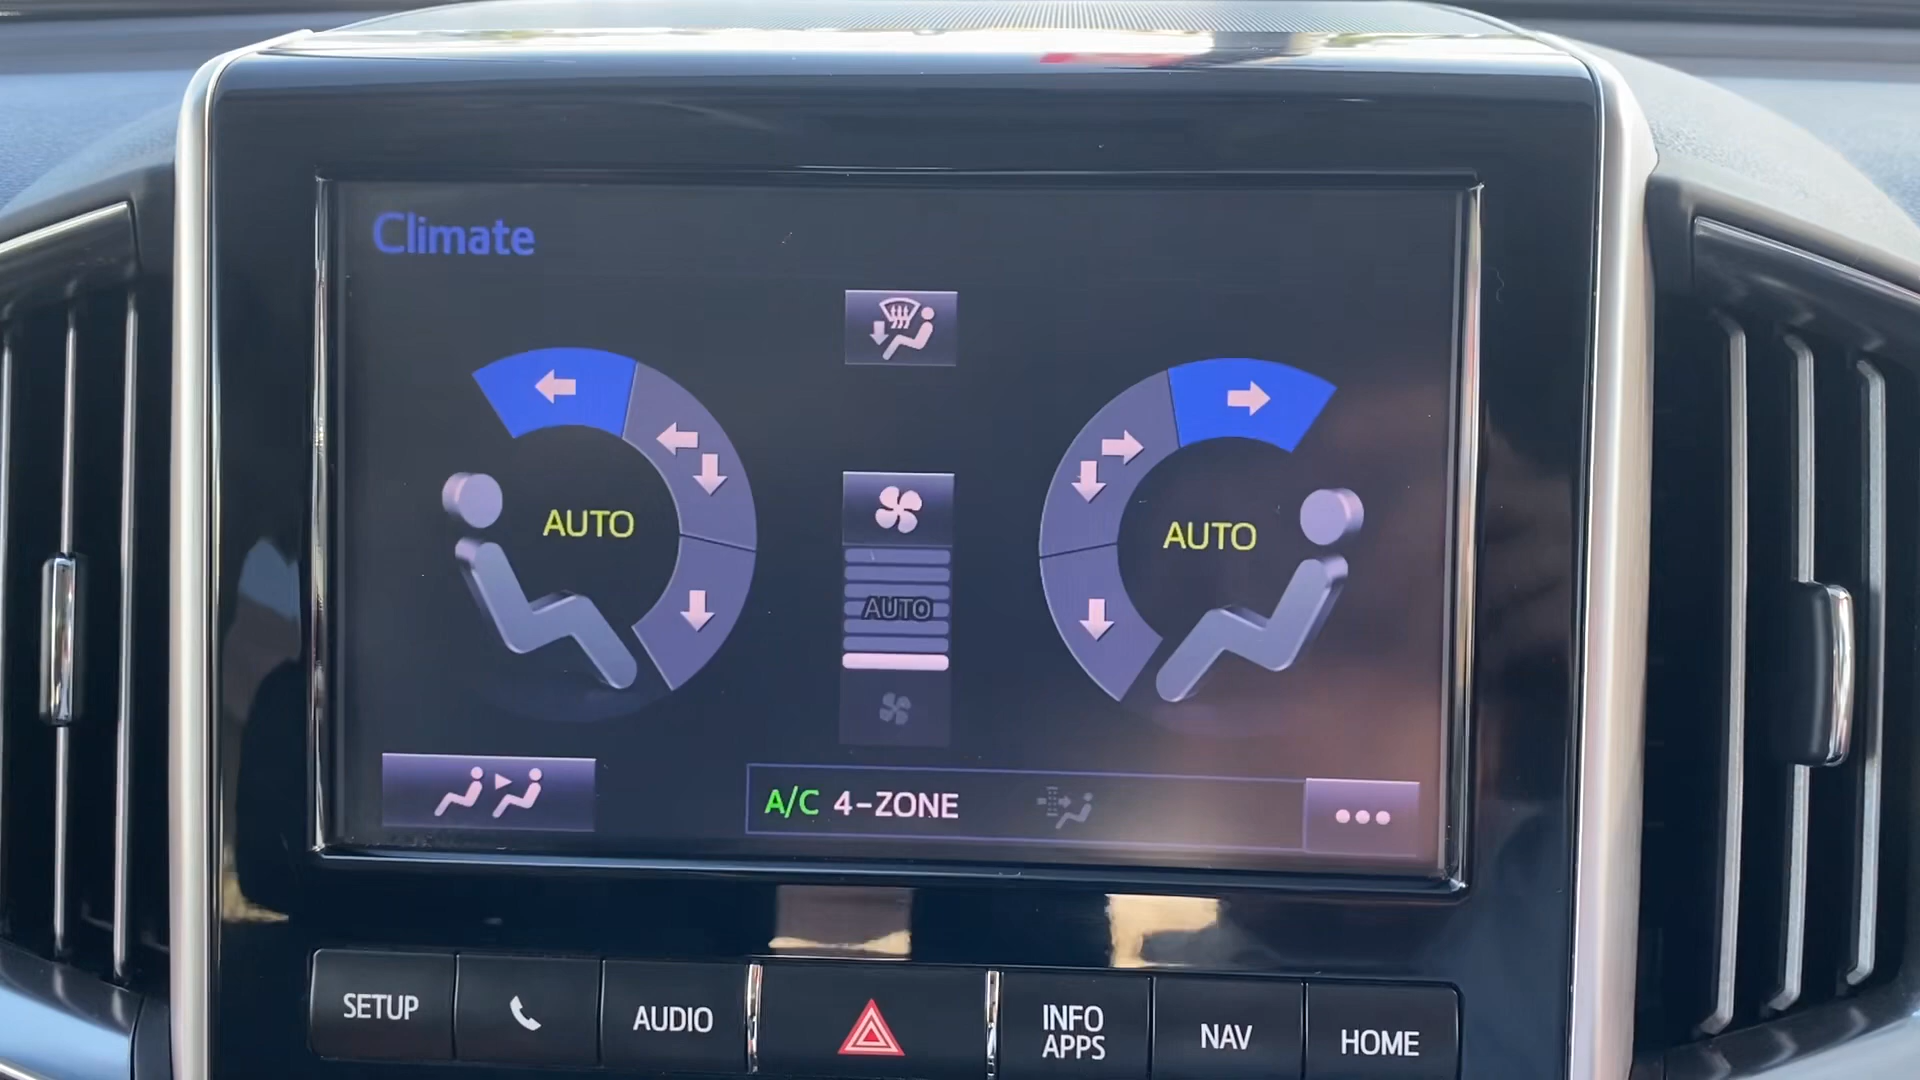 Climate
AUTO
AUTO
AUTO
A/C 4-ZONE
SETUP
AUDIO
INFO
APPS
NAV
HOME